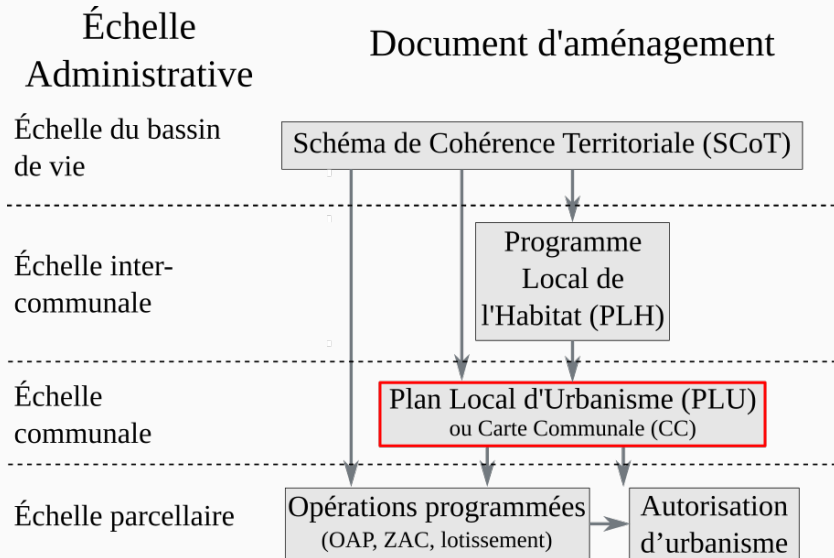 Échelle
Administrative
Document d'aménagement
Échelle du bassin
de vie
Schéma de Cohérence Territoriale (SCoT)
Échelle inter-
communale
Programme
Local de
l'Habitat (PLH)
Échelle
communale
Plan Local d'Urbanisme (PLU)
ou Carte Communale (CC)
Échelle parcellaire
Opérations programmées
(OAP, ZAC, lotissement)
Autorisation
d’urbanisme